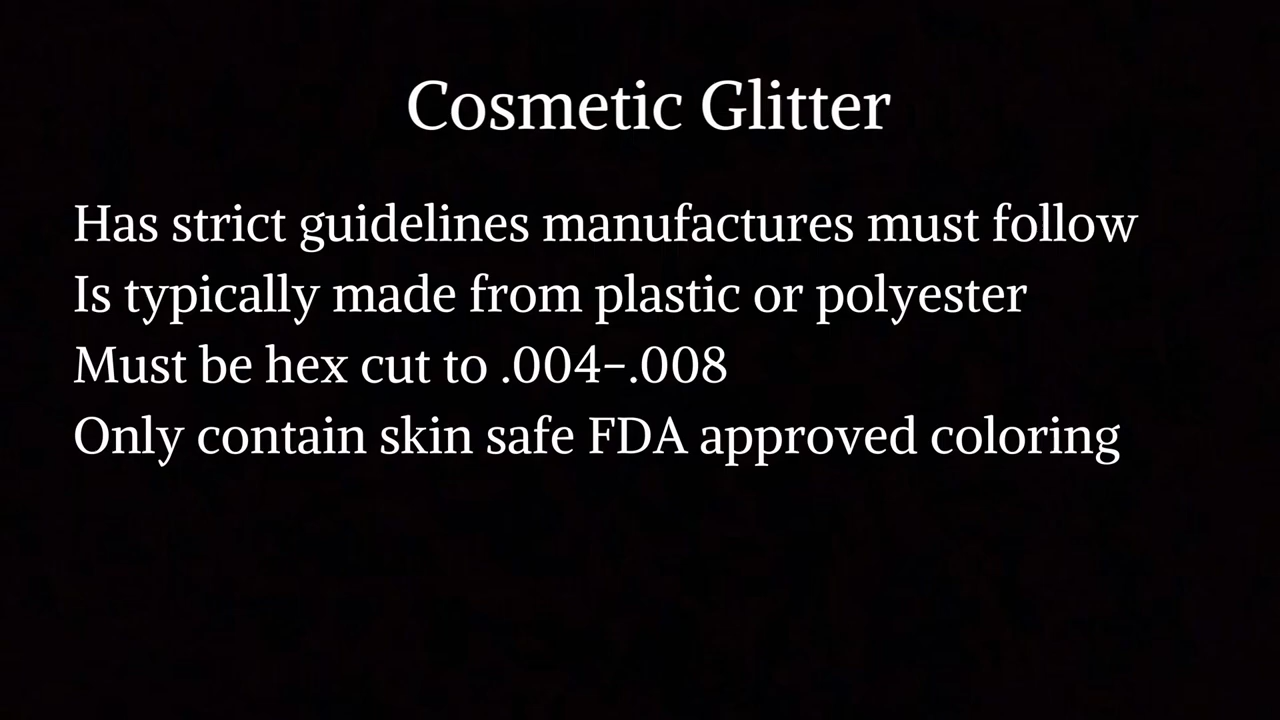 Cosmetic Glitter
Has strict guidelines manufactures must follow
Is typically made from plastic or polyester
Must be hex cut to .004-.008
Only contain skin safe FDA approved coloring